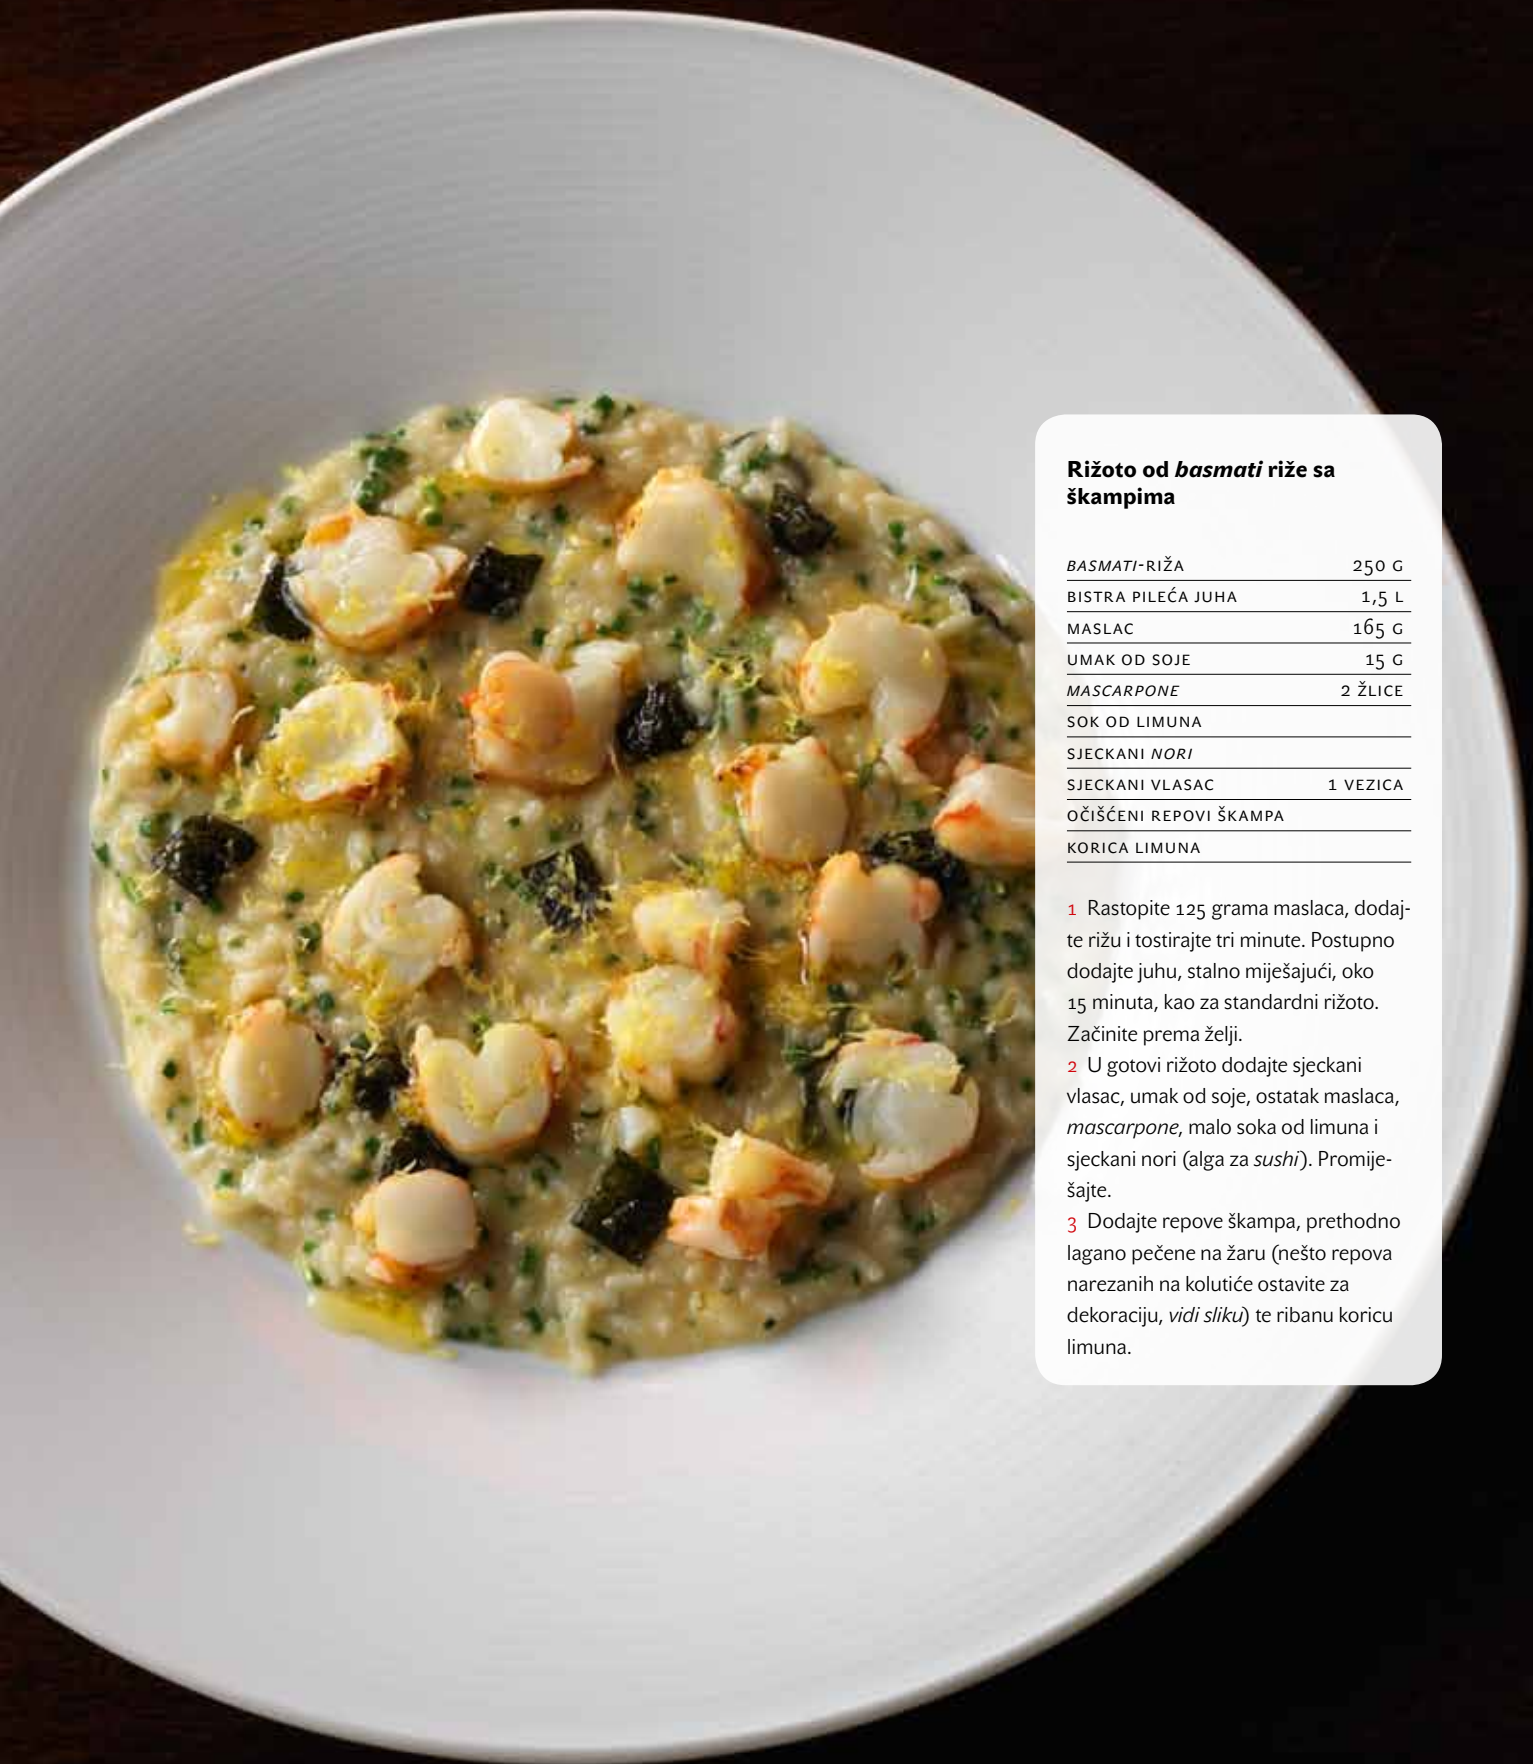 Rižoto od basmati riže sa
škampima
BASMATI-RIŽA 250 G
BISTRA PILEĆA JUHA 1,5 L
MASLAC 165 G
UMAK OD SOJE 15 G
MASCARPONE 2 ŽLICE
SOK OD LIMUNA
SJECKANI NORI
SJECKANI VLASAC 1 VEZICA
OČIŠĆENI REPOVI ŠKAMPA
KORICA LIMUNA
1 Rastopite 125 grama maslaca, dodaj-
te rižu i tostirajte tri minute. Postupno
dodajte juhu, stalno miješajući, oko
15 minuta, kao za standardni rižoto.
Začinite prema želji.
2 U gotovi rižoto dodajte sjeckani
vlasac, umak od soje, ostatak maslaca,
mascarpone, malo soka od limuna i
sjeckani nori (alga za sushi). Promije-
šajte.
3 Dodajte repove škampa, prethodno
lagano pečene na žaru (nešto repova
narezanih na kolutiće ostavite za
dekoraciju, vidi sliku) te ribanu koricu
limuna.